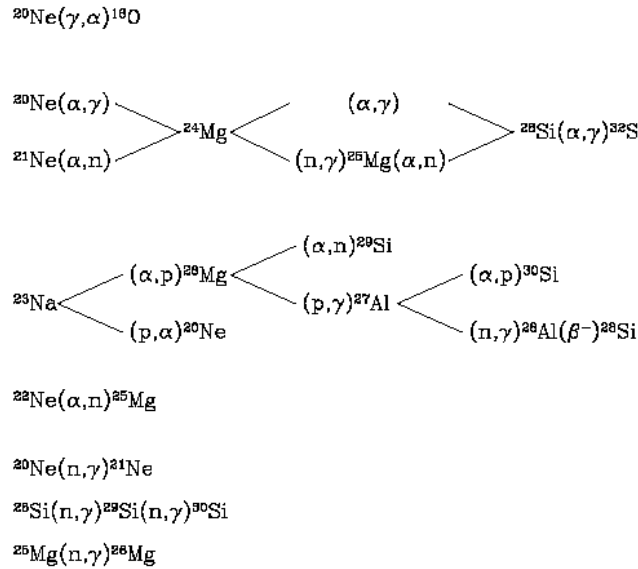 ²⁰Ne(γ,α)¹⁶O
²⁰Ne(α,γ) ²⁴Mg (α,γ) ²⁸Si(α,γ)³²S
²¹Ne(α,n) (n,γ)²⁵Mg(α,n)
(α,n)²⁹Si
(α,p)²⁶Mg (α,p)³⁰Si
²³Na (p,γ)²⁷Al
(p,α)²⁰Ne (n,γ)²⁸Al(β⁻)²⁸Si
²²Ne(α,n)²⁵Mg
²⁰Ne(n,γ)²¹Ne
²⁸Si(n,γ)²⁹Si(n,γ)³⁰Si
²⁵Mg(n,γ)²⁶Mg